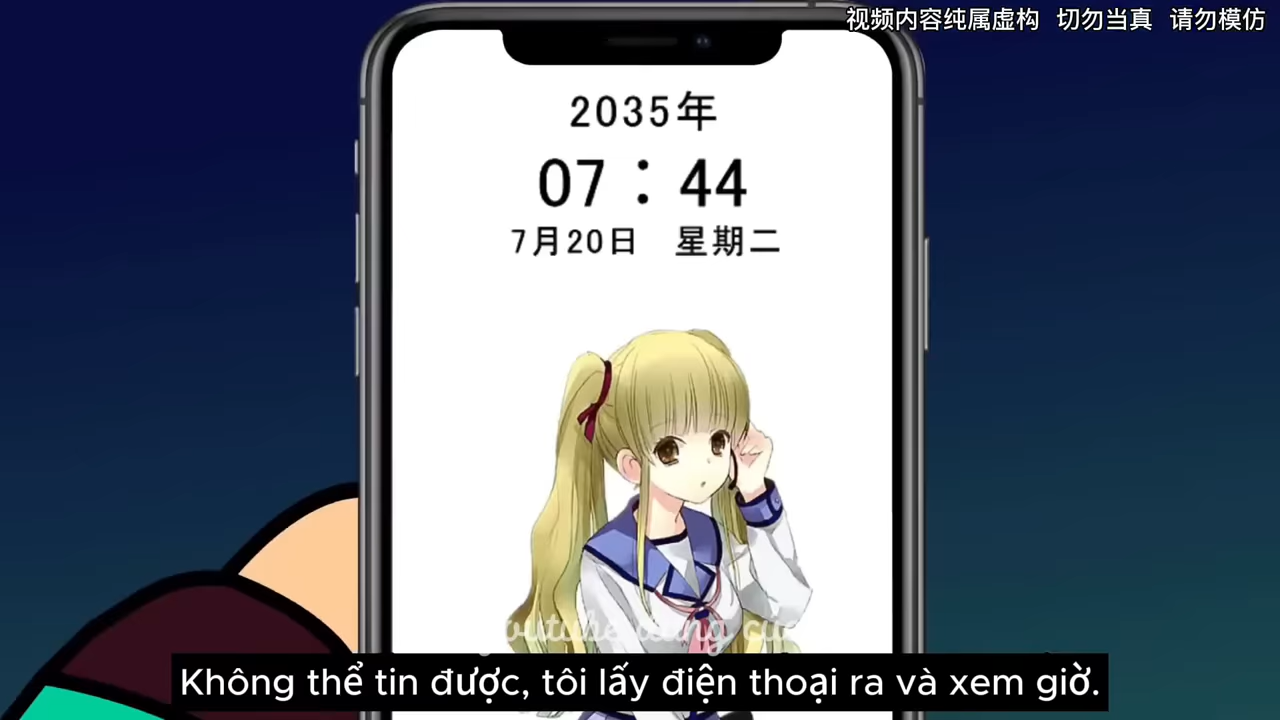 视频内容纯属虚构 切勿当真 请勿模仿
2035年
07：44
7月20日 星期二
Không thể tin được, tôi lấy điện thoại ra và xem giờ.